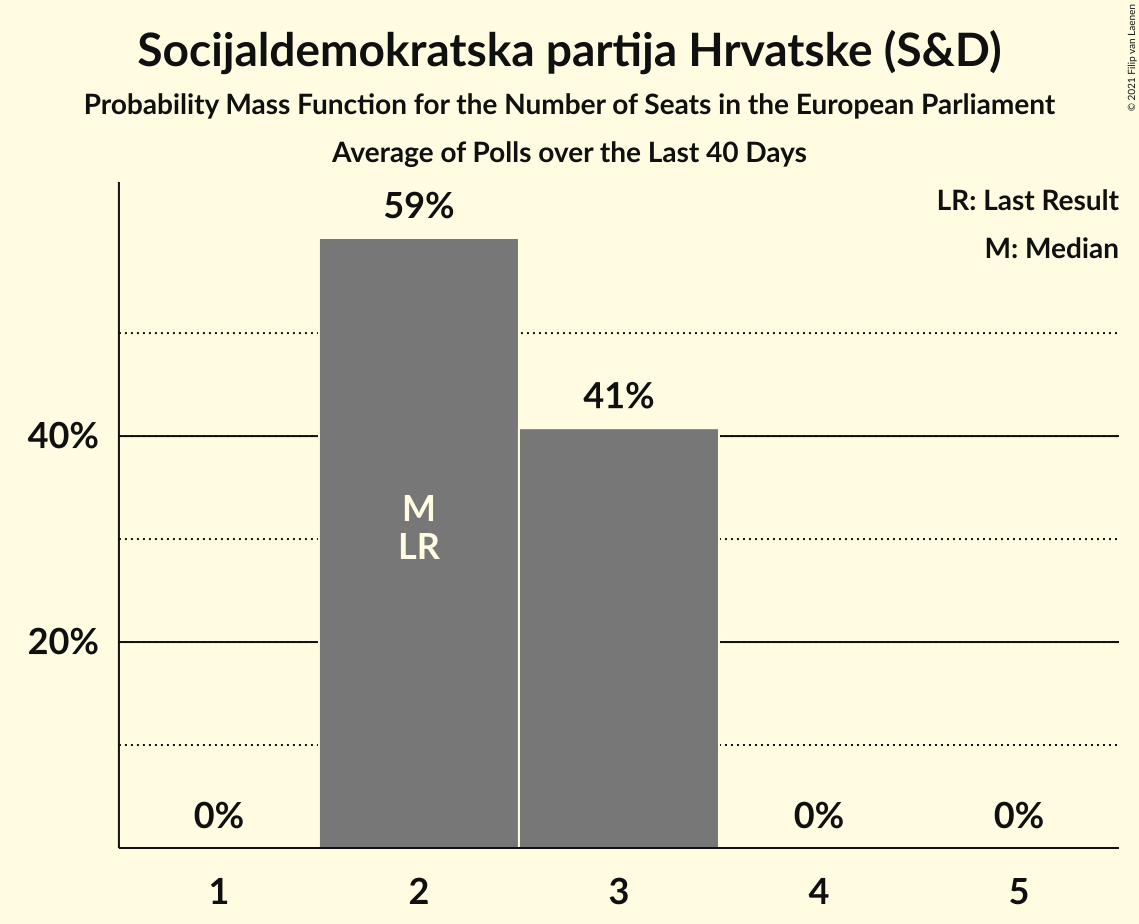 Socijaldemokratska partija Hrvatske (S&D)
Probability Mass Function for the Number of Seats in the European Parliament
Average of Polls over the Last 40 Days
© 2021 Filip van Laenen
LR: Last Result
M: Median
59%
41%
40%
M
LR
20%
0%
0%
0%
1
2
3
4
5